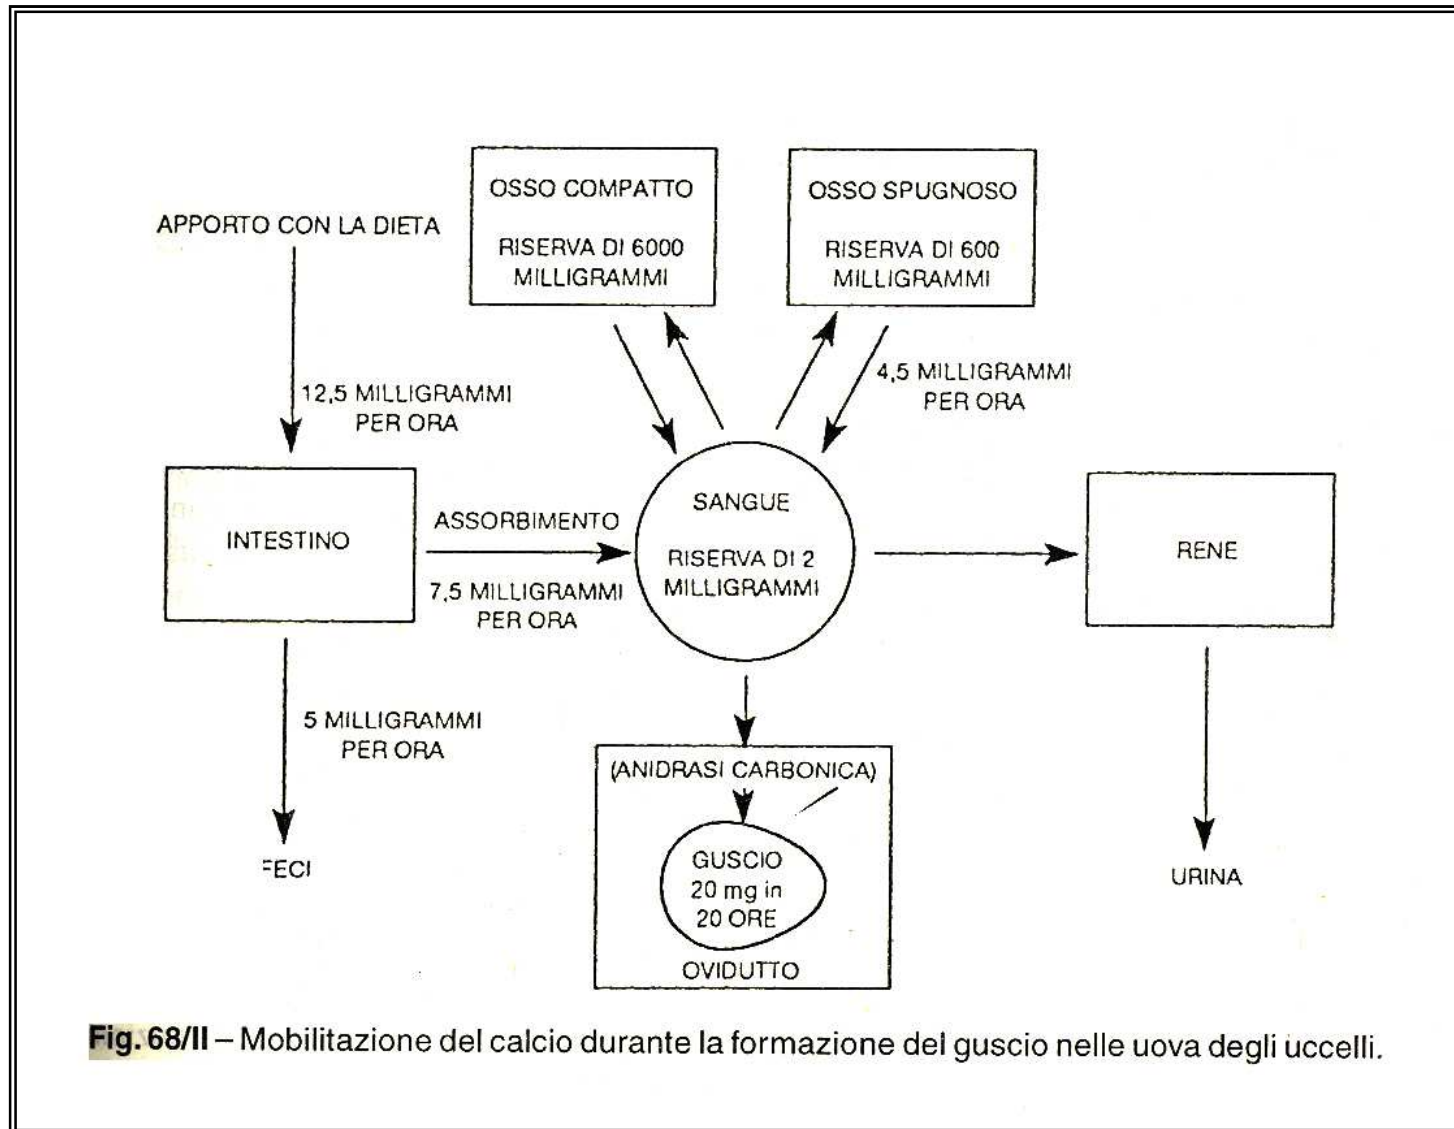 OSSO COMPATTO
RISERVA DI 6000
MILLIGRAMMI
OSSO SPUGNOSO
RISERVA DI 600
MILLIGRAMMI
APPORTO CON LA DIETA
12,5 MILLIGRAMMI
PER ORA
4,5 MILLIGRAMMI
PER ORA
INTESTINO
ASSORBIMENTO
7,5 MILLIGRAMMI
PER ORA
SANGUE
RISERVA DI 2
MILLIGRAMMI
RENE
5 MILLIGRAMMI
PER ORA
FECI
(ANIDRASI CARBONICA)
GUSCIO
20 mg in
20 ORE
OVIDUTTO
URINA
Fig. 68/II – Mobilitazione del calcio durante la formazione del guscio nelle uova degli uccelli.